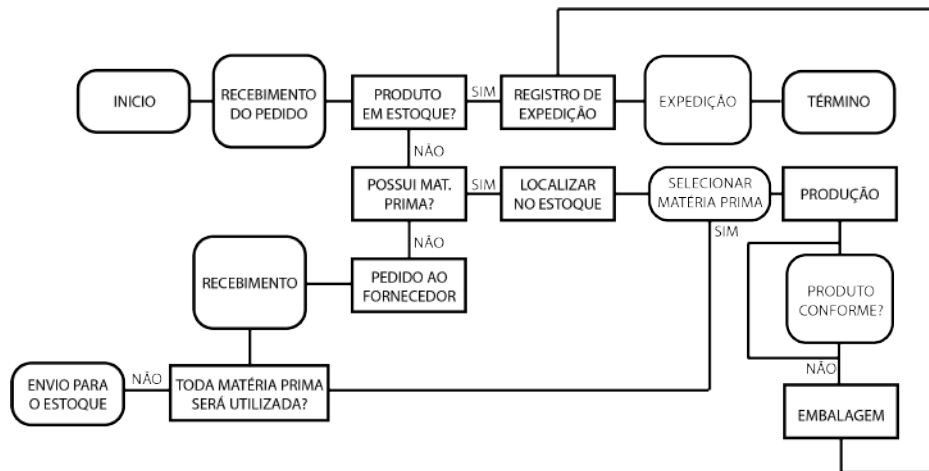 INICIO
RECEBIMENTO
DO PEDIDO
PRODUTO
EM ESTOQUE?
SIM
REGISTRO DE
EXPEDIÇÃO
EXPEDIÇÃO
TÉRMINO
NÃO
POSSUI MAT.
PRIMA?
SIM
LOCALIZAR
NO ESTOQUE
SELECIONAR
MATÉRIA PRIMA
PRODUÇÃO
SIM
NÃO
RECEBIMENTO
PEDIDO AO
FORNECEDOR
PRODUTO
CONFORME?
NÃO
ENVIO PARA
O ESTOQUE
NÃO
TODA MATÉRIA PRIMA
SERÁ UTILIZADA?
EMBALAGEM